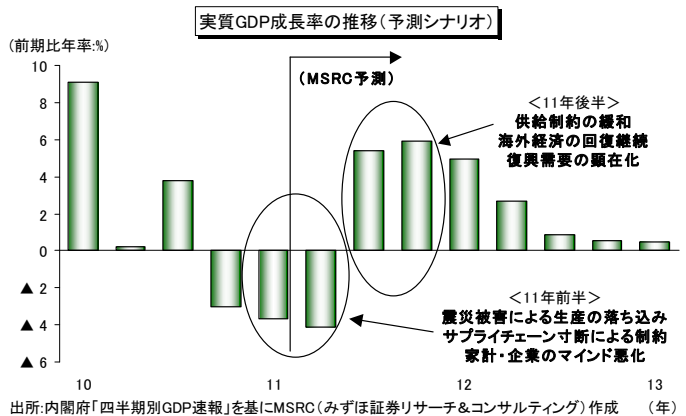 実質GDP成長率の推移(予測シナリオ)
(前期比年率:%)
(MSRC予測)
10
8
6
4
2
0
▲ 2
▲ 4
▲ 6
<11年後半>
供給制約の緩和
海外経済の回復継続
復興需要の顕在化
<11年前半>
震災被害による生産の落ち込み
サプライチェーン寸断による制約
家計・企業のマインド悪化
10 11 12 13
出所:内閣府「四半期別GDP速報」を基にMSRC(みずほ証券リサーチ&コンサルティング)作成 (年)